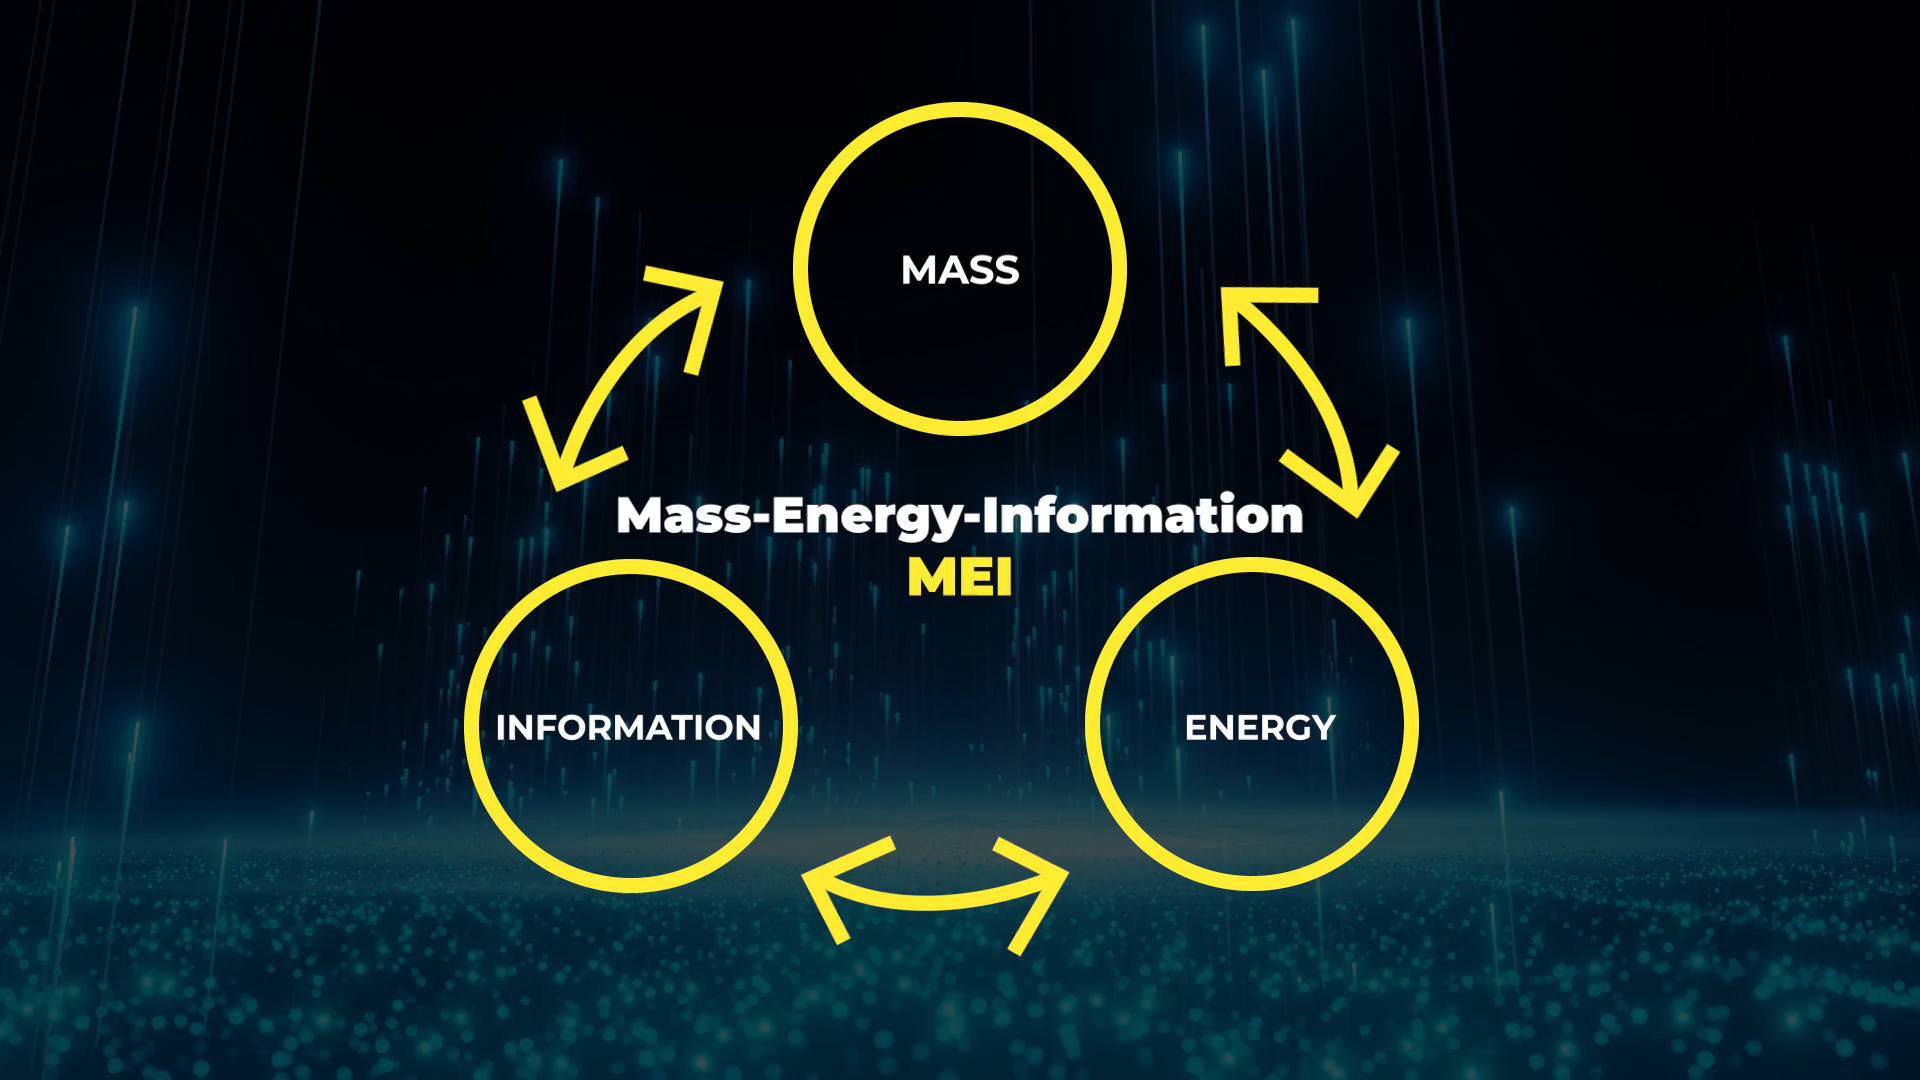 MASS
Mass-Energy-Information
MEI
INFORMATION
ENERGY